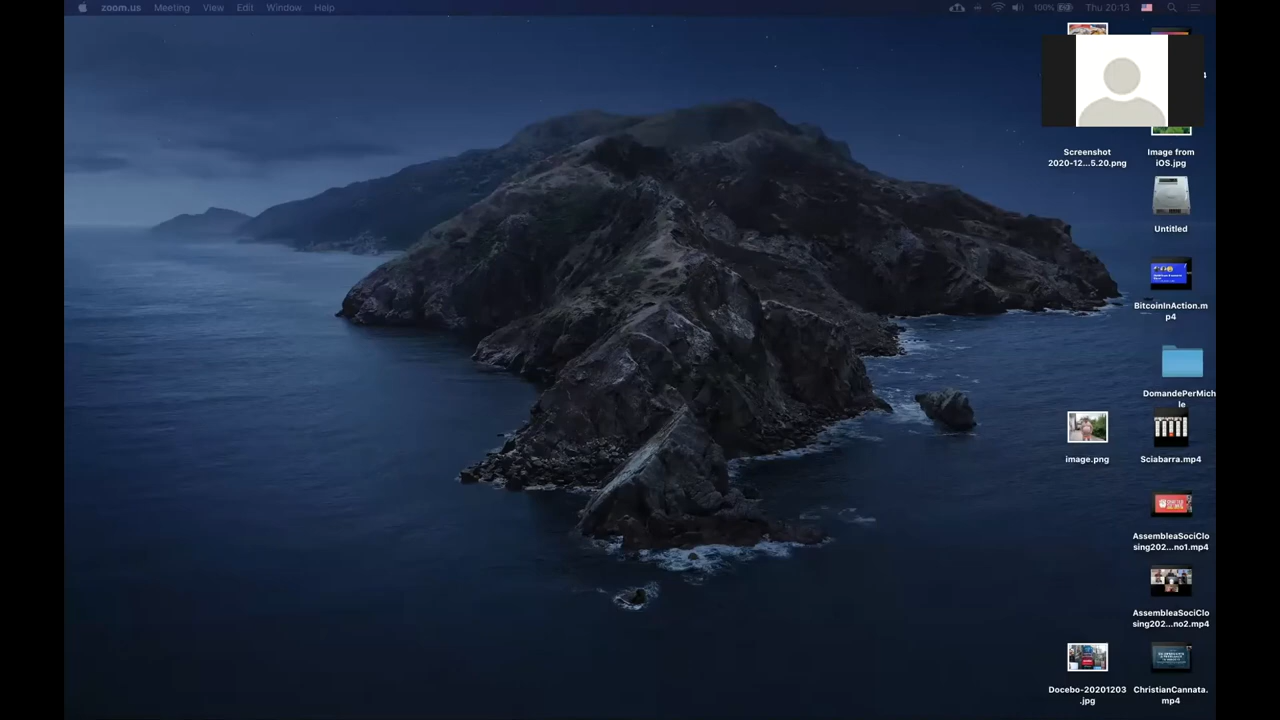 zoom.us Meeting View Edit Window Help 100% Thu 20:13
4
Screenshot
2020-12...5.20.png
Image from
iOS.jpg
Untitled
BitcoinInAction.m
p4
DomandePerMich
le
image.png
Sciabarra.mp4
AssembleaSociClo
sing202...no1.mp4
AssembleaSociClo
sing202...no2.mp4
Docebo-20201203
.jpg
ChristianCannata.
mp4